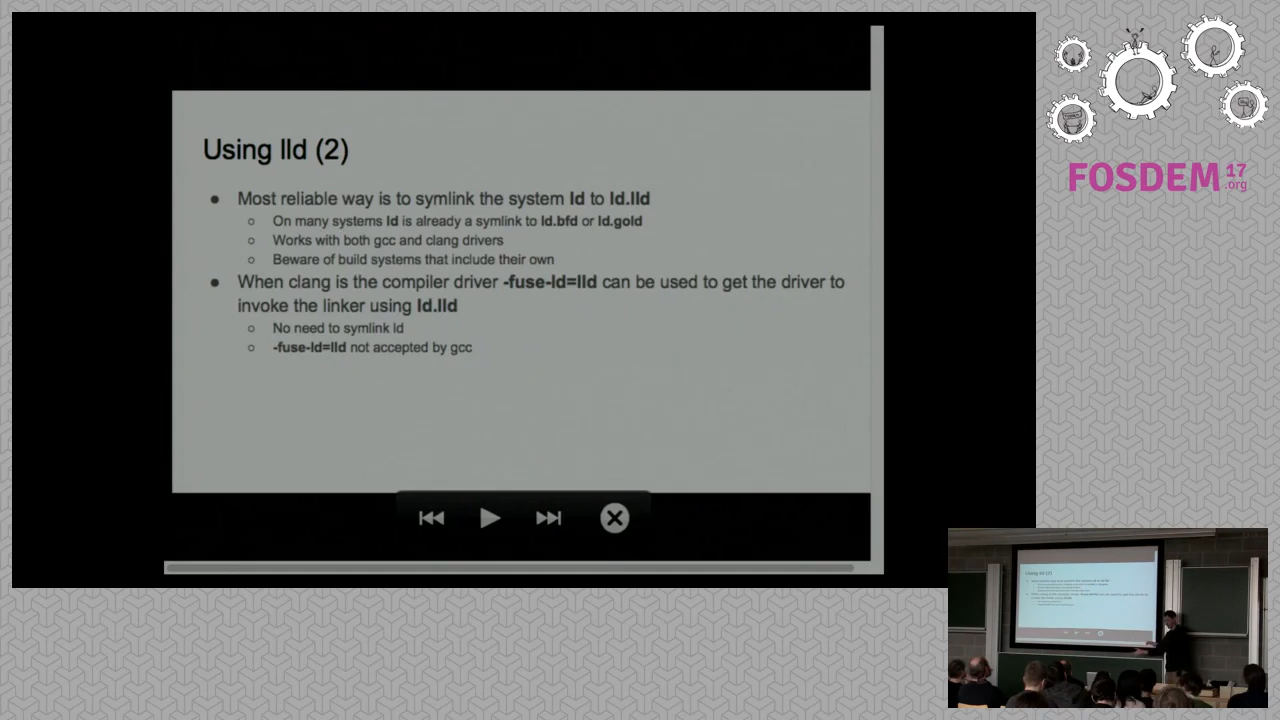 Using lld (2)
● Most reliable way is to symlink the system ld to ld.lld
○ On many systems ld is already a symlink to ld.bfd or ld.gold
○ Works with both gcc and clang drivers
○ Beware of build systems that include their own
● When clang is the compiler driver -fuse-ld=lld can be used to get the driver to
invoke the linker using ld.lld
○ No need to symlink ld
○ -fuse-ld=lld not accepted by gcc
FOSDEM 17
.org
Using lld (2)